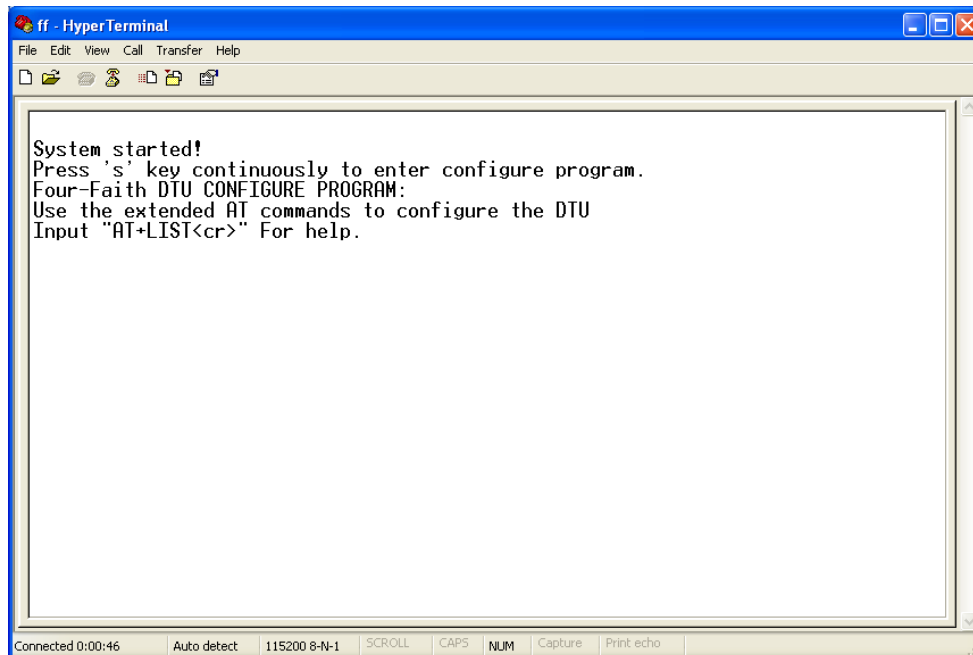 ff - HyperTerminal
File Edit View Call Transfer Help
System started!
Press 's' key continuously to enter configure program.
Four-Faith DTU CONFIGURE PROGRAM:
Use the extended AT commands to configure the DTU
Input "AT+LIST<cr>" For help.
Connected 0:00:46 Auto detect 115200 8-N-1 SCROLL CAPS NUM Capture Print echo